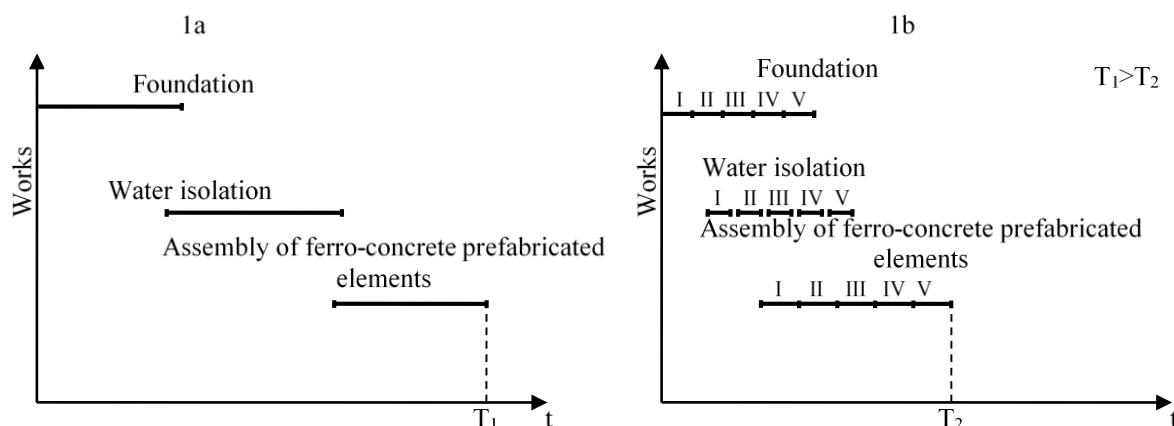 1a
Foundation
Works
Water isolation
Assembly of ferro-concrete prefabricated
elements
T₁
t
1b
Foundation
T₁>T₂
I II III IV V
Works
Water isolation
I II III IV V
Assembly of ferro-concrete prefabricated
elements
I II III IV V
T₂
t